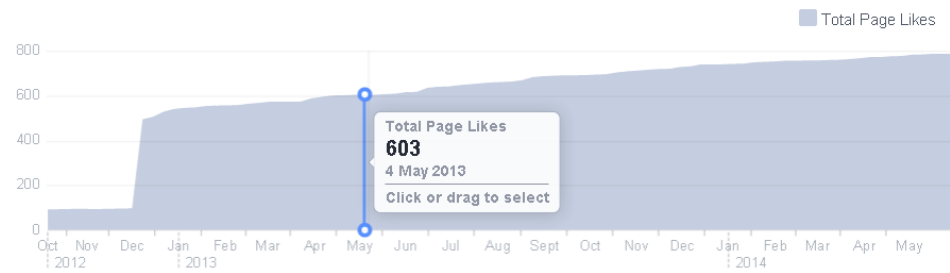 Total Page Likes
800
600
400
200
0
Total Page Likes
603
4 May 2013
Click or drag to select
Oct Nov Dec Jan Feb Mar Apr May Jun Jul Aug Sept Oct Nov Dec Jan Feb Mar Apr May
2012 2013 2014